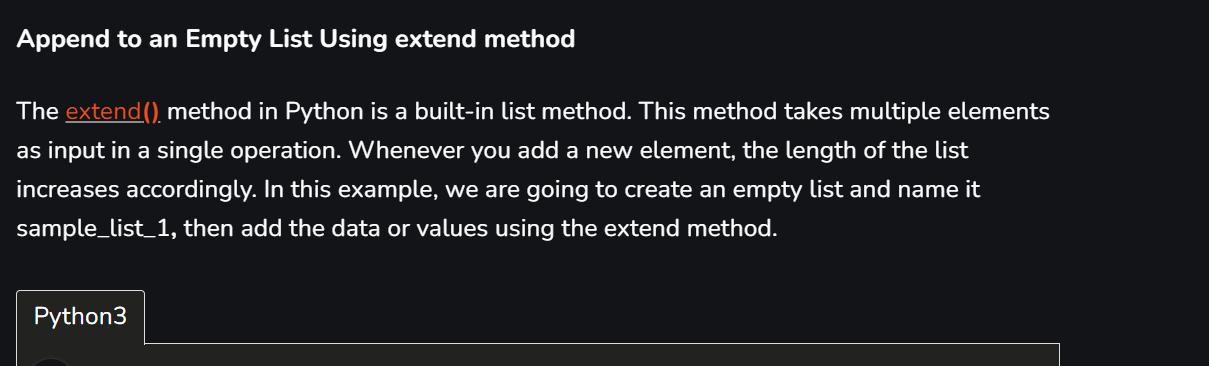 Append to an Empty List Using extend method
The extend() method in Python is a built-in list method. This method takes multiple elements
as input in a single operation. Whenever you add a new element, the length of the list
increases accordingly. In this example, we are going to create an empty list and name it
sample_list_1, then add the data or values using the extend method.
Python3